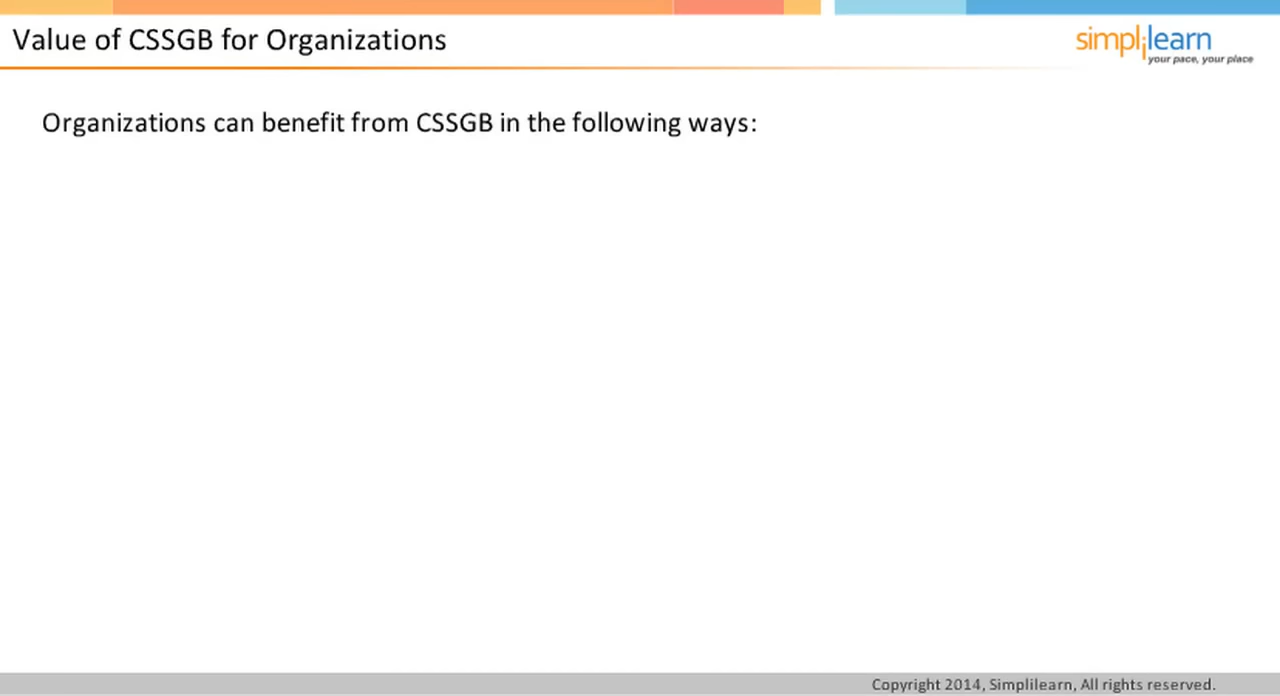 Value of CSSGB for Organizations
simplilearn
your pace, your place
Organizations can benefit from CSSGB in the following ways:
Copyright 2014, Simplilearn, All rights reserved.